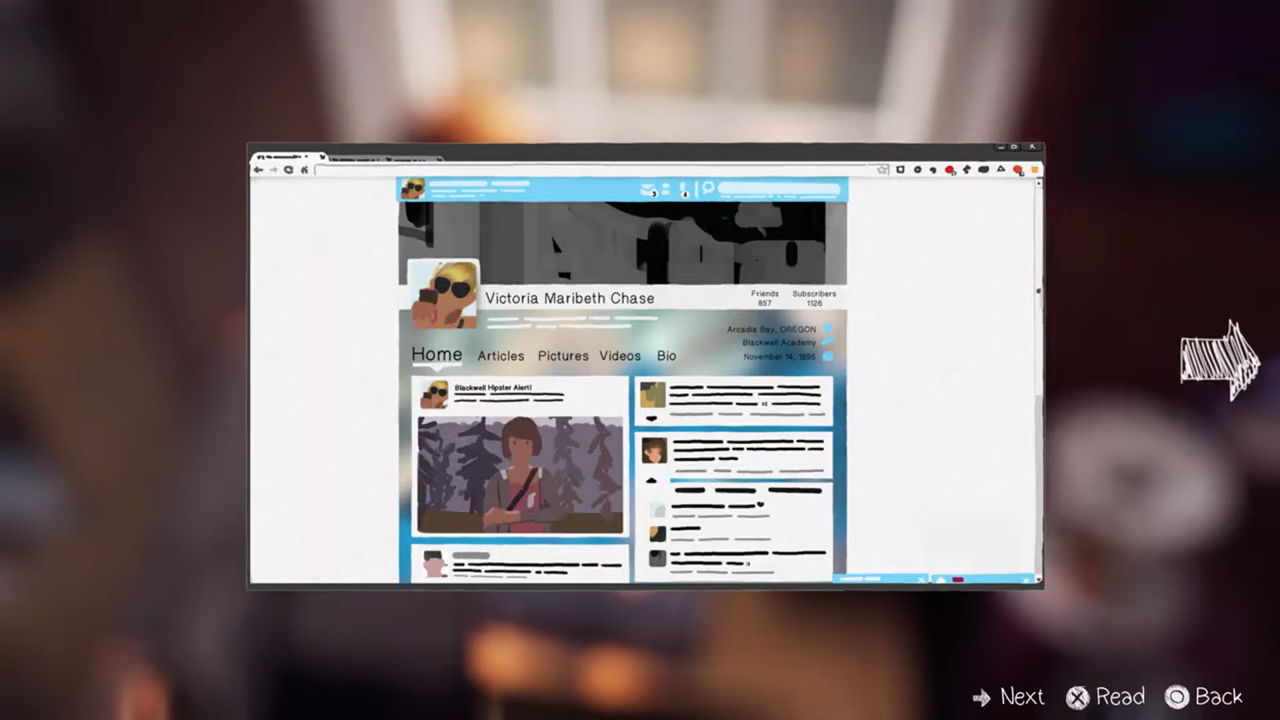 Victoria Maribeth Chase
Friends
857
Subscribers
1126
Arcadia Bay, OREGON
Blackwell Academy
November 14, 1995
Home Articles Pictures Videos Bio
Blackwell Hipster Alert!
Next Read Back